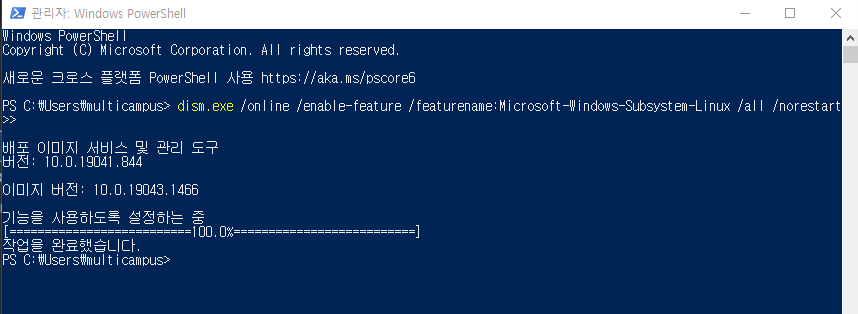 관리자: Windows PowerShell
Windows PowerShell
Copyright (C) Microsoft Corporation. All rights reserved.
새로운 크로스 플랫폼 PowerShell 사용 https://aka.ms/pscore6
PS C:₩Users₩multicampus> dism.exe /online /enable-feature /featurename:Microsoft-Windows-Subsystem-Linux /all /norestart
>>
배포 이미지 서비스 및 관리 도구
버전: 10.0.19041.844
이미지 버전: 10.0.19043.1466
기능을 사용하도록 설정하는 중
[==========================100.0%==========================]
작업을 완료했습니다.
PS C:₩Users₩multicampus>